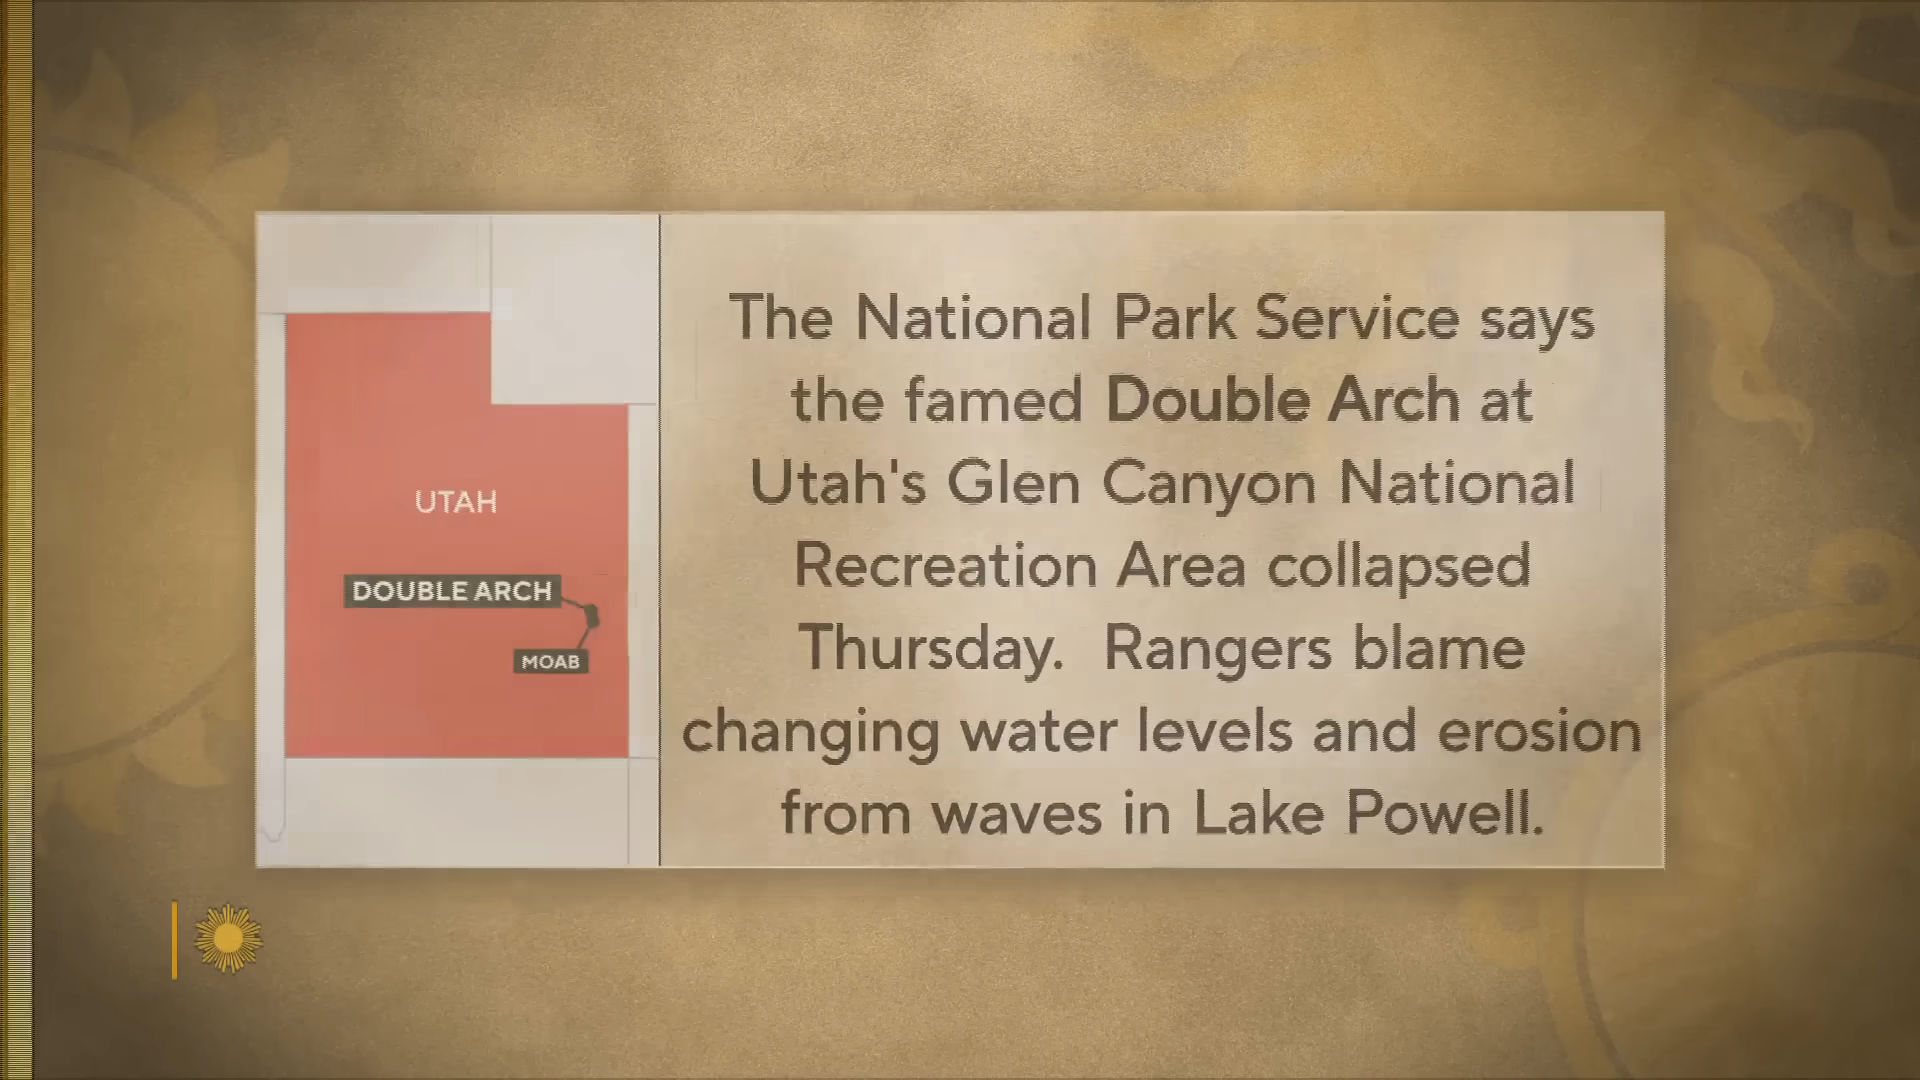 UTAH
DOUBLE ARCH
MOAB
The National Park Service says
the famed Double Arch at
Utah's Glen Canyon National
Recreation Area collapsed
Thursday. Rangers blame
changing water levels and erosion
from waves in Lake Powell.